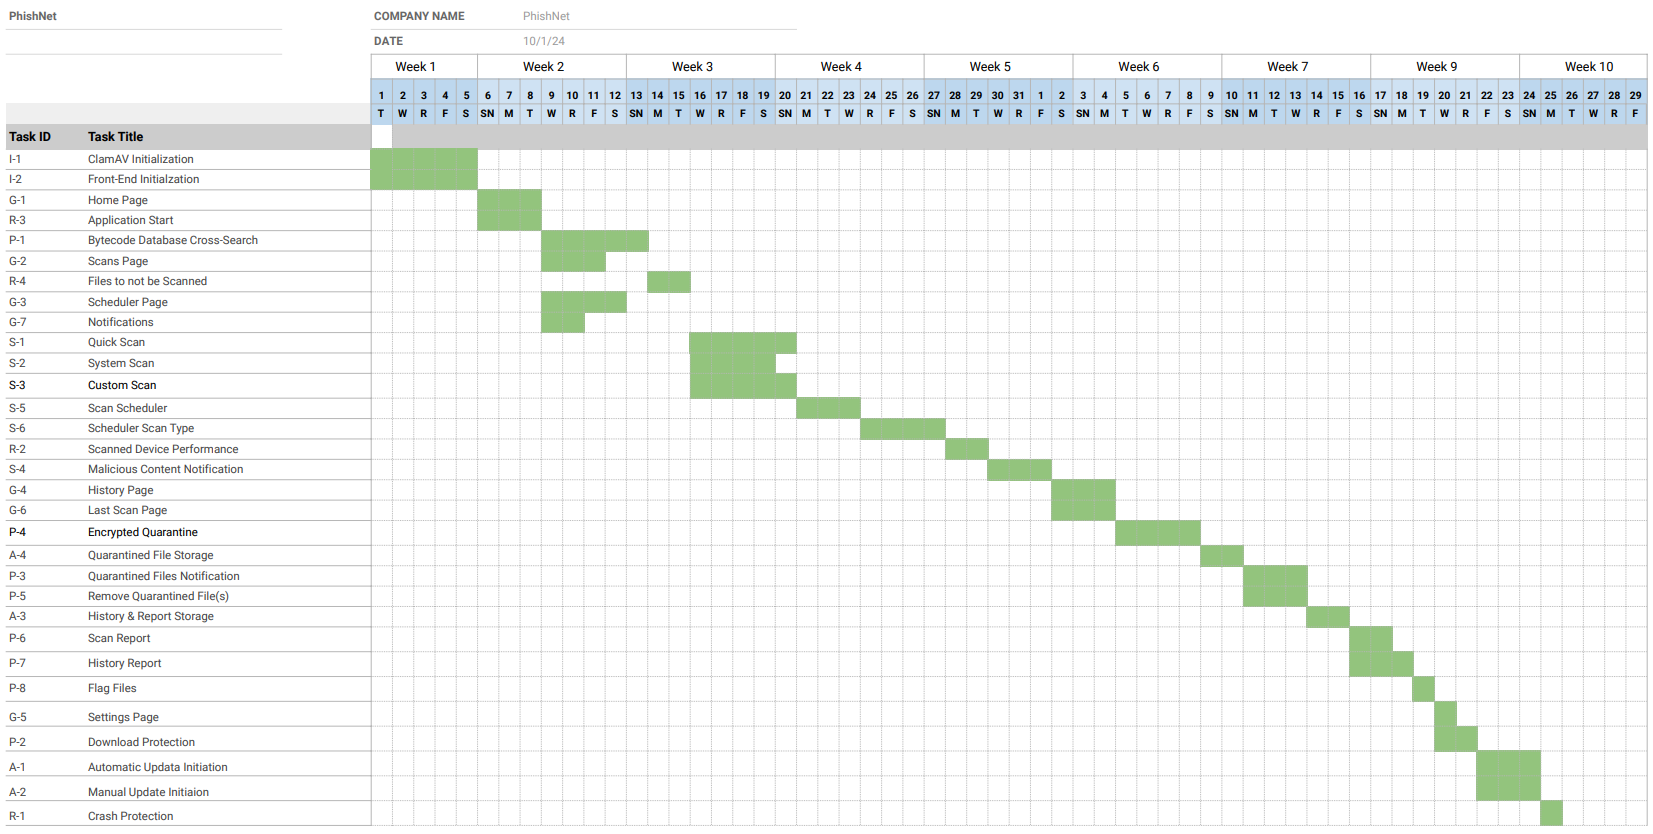 PhishNet COMPANY NAME PhishNet
DATE 10/1/24
Week 1 Week 2 Week 3 Week 4 Week 5 Week 6 Week 7 Week 9 Week 10
1 2 3 4 5 6 7 8 9 10 11 12 13 14 15 16 17 18 19 20 21 22 23 24 25 26 27 28 29 30 31 1 2 3 4 5 6 7 8 9 10 11 12 13 14 15 16 17 18 19 20 21 22 23 24 25 26 27 28 29
T W R F S SN M T W R F S SN M T W R F S SN M T W R F S SN M T W R F S SN M T W R F S SN M T W R F S SN M T W R F S SN M T W R F
Task ID Task Title
I-1 ClamAV Initialization
I-2 Front-End Initialzation
G-1 Home Page
R-3 Application Start
P-1 Bytecode Database Cross-Search
G-2 Scans Page
R-4 Files to not be Scanned
G-3 Scheduler Page
G-7 Notifications
S-1 Quick Scan
S-2 System Scan
S-3 Custom Scan
S-5 Scan Scheduler
S-6 Scheduler Scan Type
R-2 Scanned Device Performance
S-4 Malicious Content Notification
G-4 History Page
G-6 Last Scan Page
P-4 Encrypted Quarantine
A-4 Quarantined File Storage
P-3 Quarantined Files Notification
P-5 Remove Quarantined File(s)
A-3 History & Report Storage
P-6 Scan Report
P-7 History Report
P-8 Flag Files
G-5 Settings Page
P-2 Download Protection
A-1 Automatic Updata Initiation
A-2 Manual Update Initiaion
R-1 Crash Protection